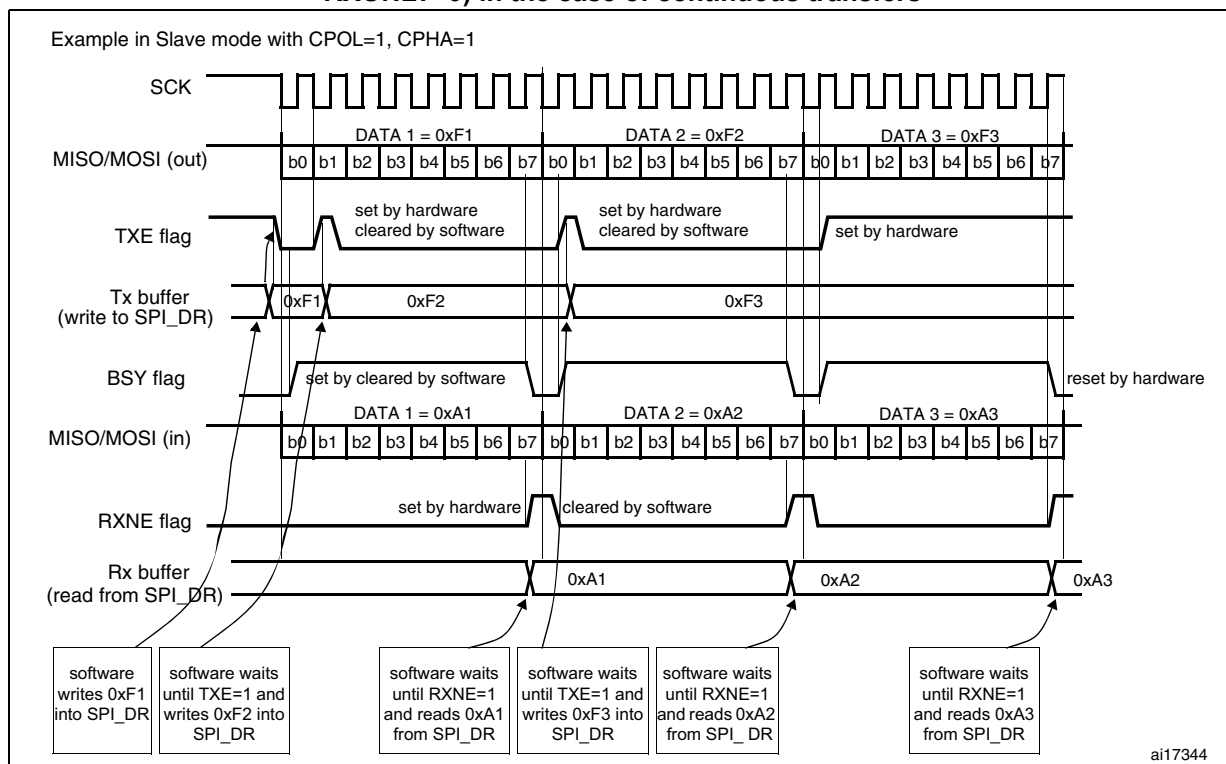 RXONLY=0) in the case of continuous transfers
Example in Slave mode with CPOL=1, CPHA=1
SCK
DATA 1 = 0xF1
DATA 2 = 0xF2
DATA 3 = 0xF3
MISO/MOSI (out)
b0 b1 b2 b3 b4 b5 b6 b7 b0 b1 b2 b3 b4 b5 b6 b7 b0 b1 b2 b3 b4 b5 b6 b7
set by hardware
cleared by software
set by hardware
cleared by software
TXE flag
set by hardware
Tx buffer
(write to SPI_DR)
0xF1
0xF2
0xF3
BSY flag
set by cleared by software
reset by hardware
DATA 1 = 0xA1
DATA 2 = 0xA2
DATA 3 = 0xA3
MISO/MOSI (in)
b0 b1 b2 b3 b4 b5 b6 b7 b0 b1 b2 b3 b4 b5 b6 b7 b0 b1 b2 b3 b4 b5 b6 b7
RXNE flag
set by hardware
cleared by software
Rx buffer
(read from SPI_DR)
0xA1
0xA2
0xA3
software
writes 0xF1
into SPI_DR
software waits
until TXE=1 and
writes 0xF2 into
SPI_DR
software waits
until RXNE=1
and reads 0xA1
from SPI_DR
software waits
until TXE=1 and
writes 0xF3 into
SPI_DR
software waits
until RXNE=1
and reads 0xA2
from SPI_ DR
software waits
until RXNE=1
and reads 0xA3
from SPI_DR
ai17344